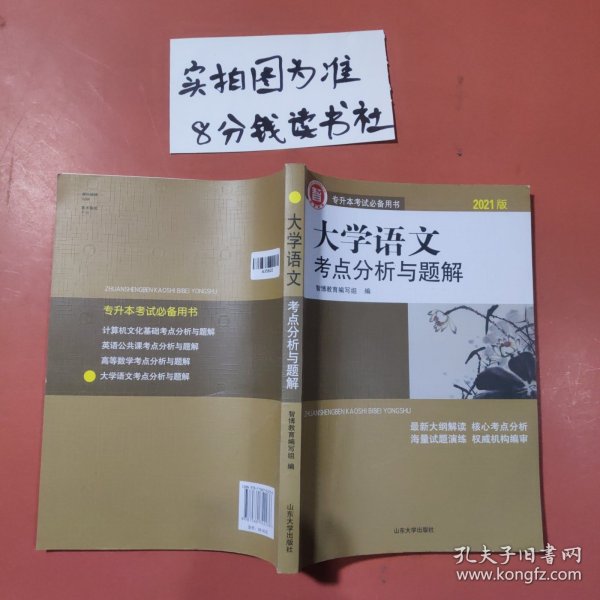 实拍图为准
8分钱读书社
智
专升本考试必备用书
2021版
大学语文
考点分析与题解
智博教育编写组 编
ZHUANSHENGBEN KAOSHI BIBEI YONGSHU
最新大纲解读 核心考点分析
海量试题演练 权威机构编审
山东大学出版社
大学语文
考点分析与题解
智博教育编写组 编
山东大学出版社
ZHUANSHENGBEN KAOSHI BIBEI YONGSHU
专升本考试必备用书
计算机文化基础考点分析与题解
英语公共课考点分析与题解
高等数学考点分析与题解
大学语文考点分析与题解
孔夫子旧书网
www.kongfz.com